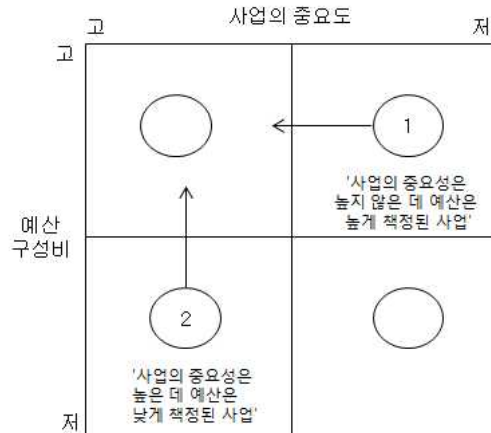 사업의 중요도
고 저
고
1
'사업의 중요성은
높지 않은 데 예산은
높게 책정된 사업'
예산
구성비
2
'사업의 중요성은
높은 데 예산은
낮게 책정된 사업'
저